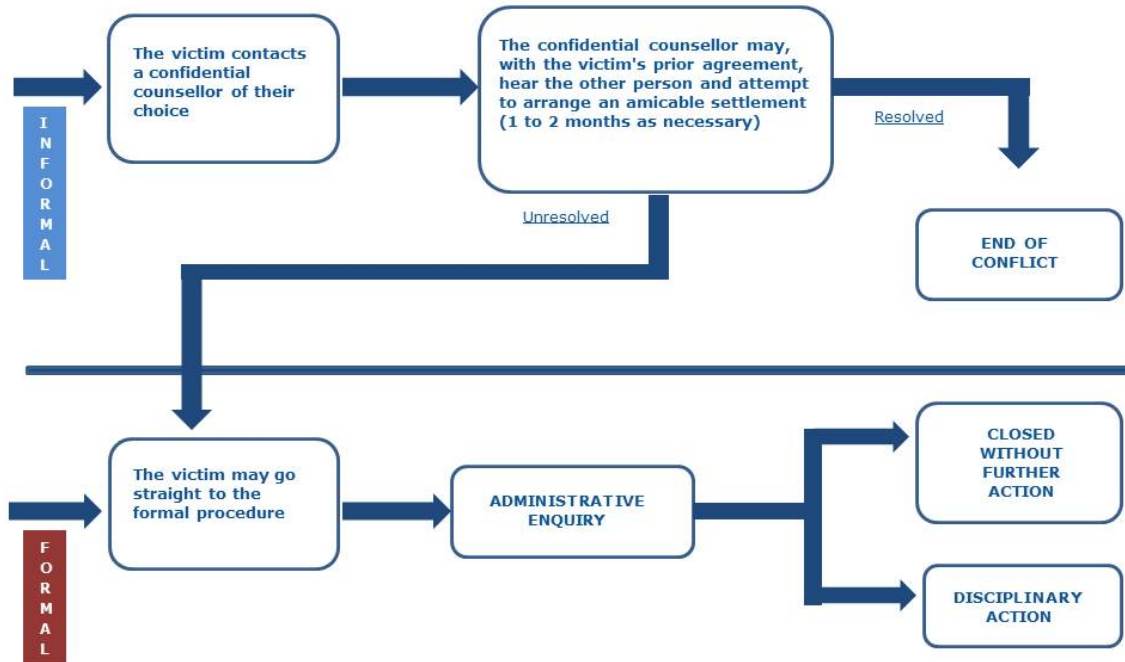 The victim contacts
a confidential
counsellor of their
choice
The confidential counsellor may,
with the victim's prior agreement,
hear the other person and attempt
to arrange an amicable settlement
(1 to 2 months as necessary)
Resolved
INFORMAL
Unresolved
END OF
CONFLICT
The victim may go
straight to the
formal procedure
ADMINISTRATIVE
ENQUIRY
CLOSED
WITHOUT
FURTHER
ACTION
FORMAL
DISCIPLINARY
ACTION